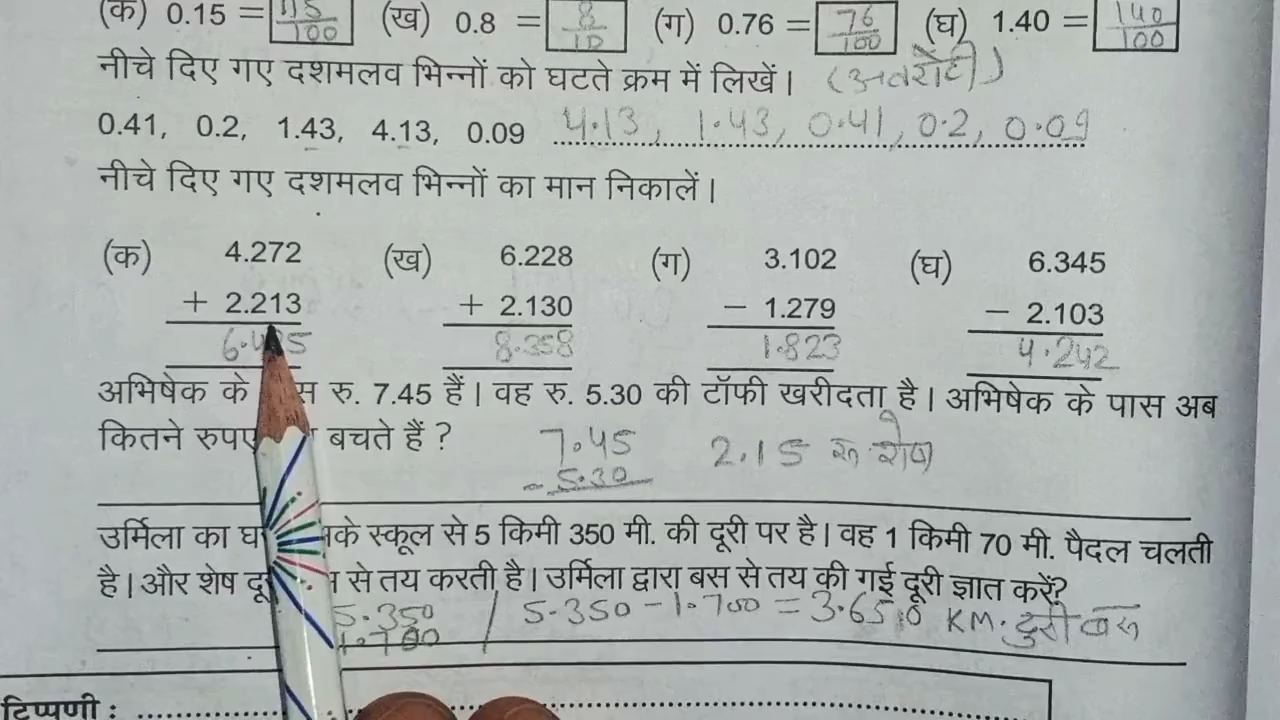 (क) 0.15 = 15/100 (ख) 0.8 = 8/10 (ग) 0.76 = 76/100 (घ) 1.40 = 140/100
नीचे दिए गए दशमलव भिन्नों को घटते क्रम में लिखें।
0.41, 0.2, 1.43, 4.13, 0.09 4.13, 1.43, 0.41, 0.2, 0.09
नीचे दिए गए दशमलव भिन्नों का मान निकालें।
(क) 4.272 (ख) 6.228 (ग) 3.102 (घ) 6.345
+ 2.213 + 2.130 − 1.279 − 2.103
8.358 1.823 4.242
अभिषेक के रु. 7.45 हैं। वह रु. 5.30 की टॉफी खरीदता है। अभिषेक के पास अब
कितने बचते हैं ? 7.45 2.15 रु शेष
- 5.30
उर्मिला का स्कूल से 5 किमी 350 मी. की दूरी पर है। वह 1 किमी 70 मी. पैदल चलती
है। और शेष से तय करती है। उर्मिला द्वारा बस से तय की गई दूरी ज्ञात करें?
5.350 / 5.350 - 1.700 = 3.650 KM. दुरी बस
1.700
टिप्पणी :